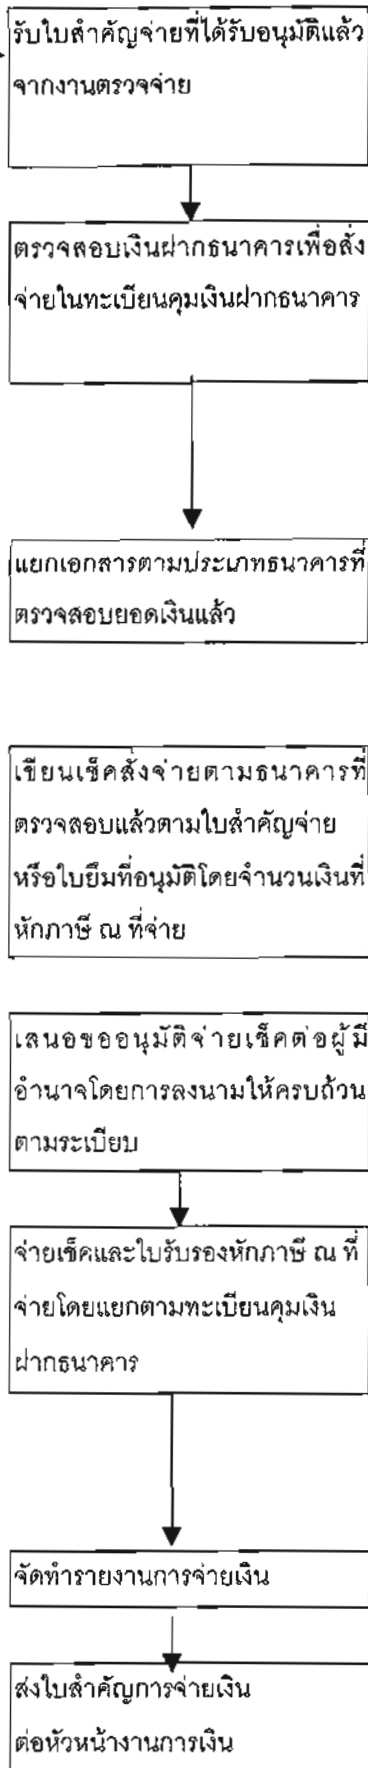 รับใบสำคัญจ่ายที่ได้รับอนุมัติแล้ว
จากงานตรวจจ่าย
ตรวจสอบเงินฝากธนาคารเพื่อสั่ง
จ่ายในทะเบียนคุมเงินฝากธนาคาร
แยกเอกสารตามประเภทธนาคารที่
ตรวจสอบยอดเงินแล้ว
เขียนเช็คสั่งจ่ายตามธนาคารที่
ตรวจสอบแล้วตามใบสำคัญจ่าย
หรือใบยืมที่อนุมัติโดยจำนวนเงินที่
หักภาษี ณ ที่จ่าย
เสนอขออนุมัติจ่ายเช็คต่อผู้มี
อำนาจโดยการลงนามให้ครบถ้วน
ตามระเบียบ
จ่ายเช็คและใบรับรองหักภาษี ณ ที่
จ่ายโดยแยกตามทะเบียนคุมเงิน
ฝากธนาคาร
จัดทำรายงานการจ่ายเงิน
ส่งใบสำคัญการจ่ายเงิน
ต่อหัวหน้างานการเงิน